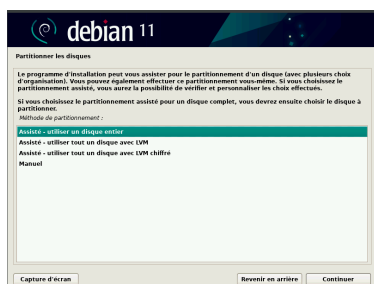 debian 11
Partitionner les disques
Le programme d'installation peut vous assister pour le partitionnement d'un disque (avec plusieurs choix
d'organisation). Vous pouvez également effectuer ce partitionnement vous-même. Si vous choisissez le
partitionnement assisté, vous aurez la possibilité de vérifier et personnaliser les choix effectués.
Si vous choisissez le partitionnement assisté pour un disque complet, vous devrez ensuite choisir le disque à
partitionner.
Méthode de partitionnement :
Assisté - utiliser un disque entier
Assisté - utiliser tout un disque avec LVM
Assisté - utiliser tout un disque avec LVM chiffré
Manuel
Capture d'écran
Revenir en arrière
Continuer